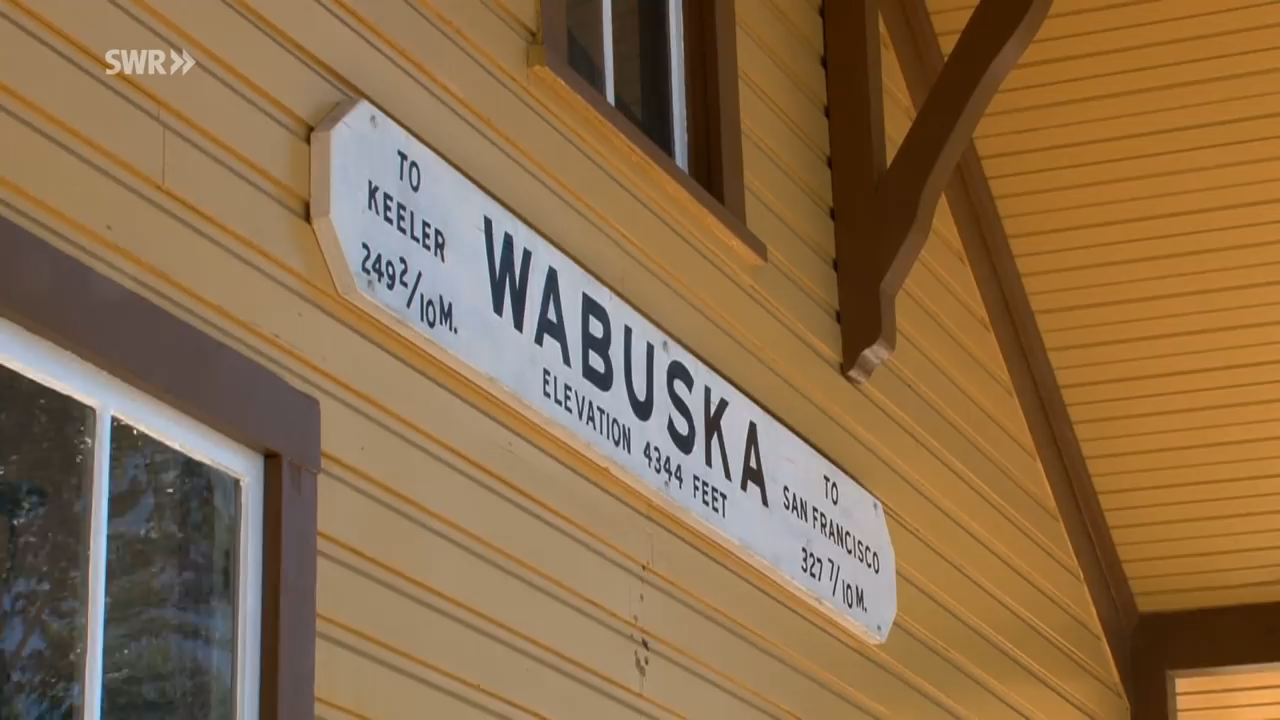 SWR»
TO
KEELER
249 2/10 M.
WABUSKA
ELEVATION 4344 FEET
TO
SAN FRANCISCO
327 7/10 M.